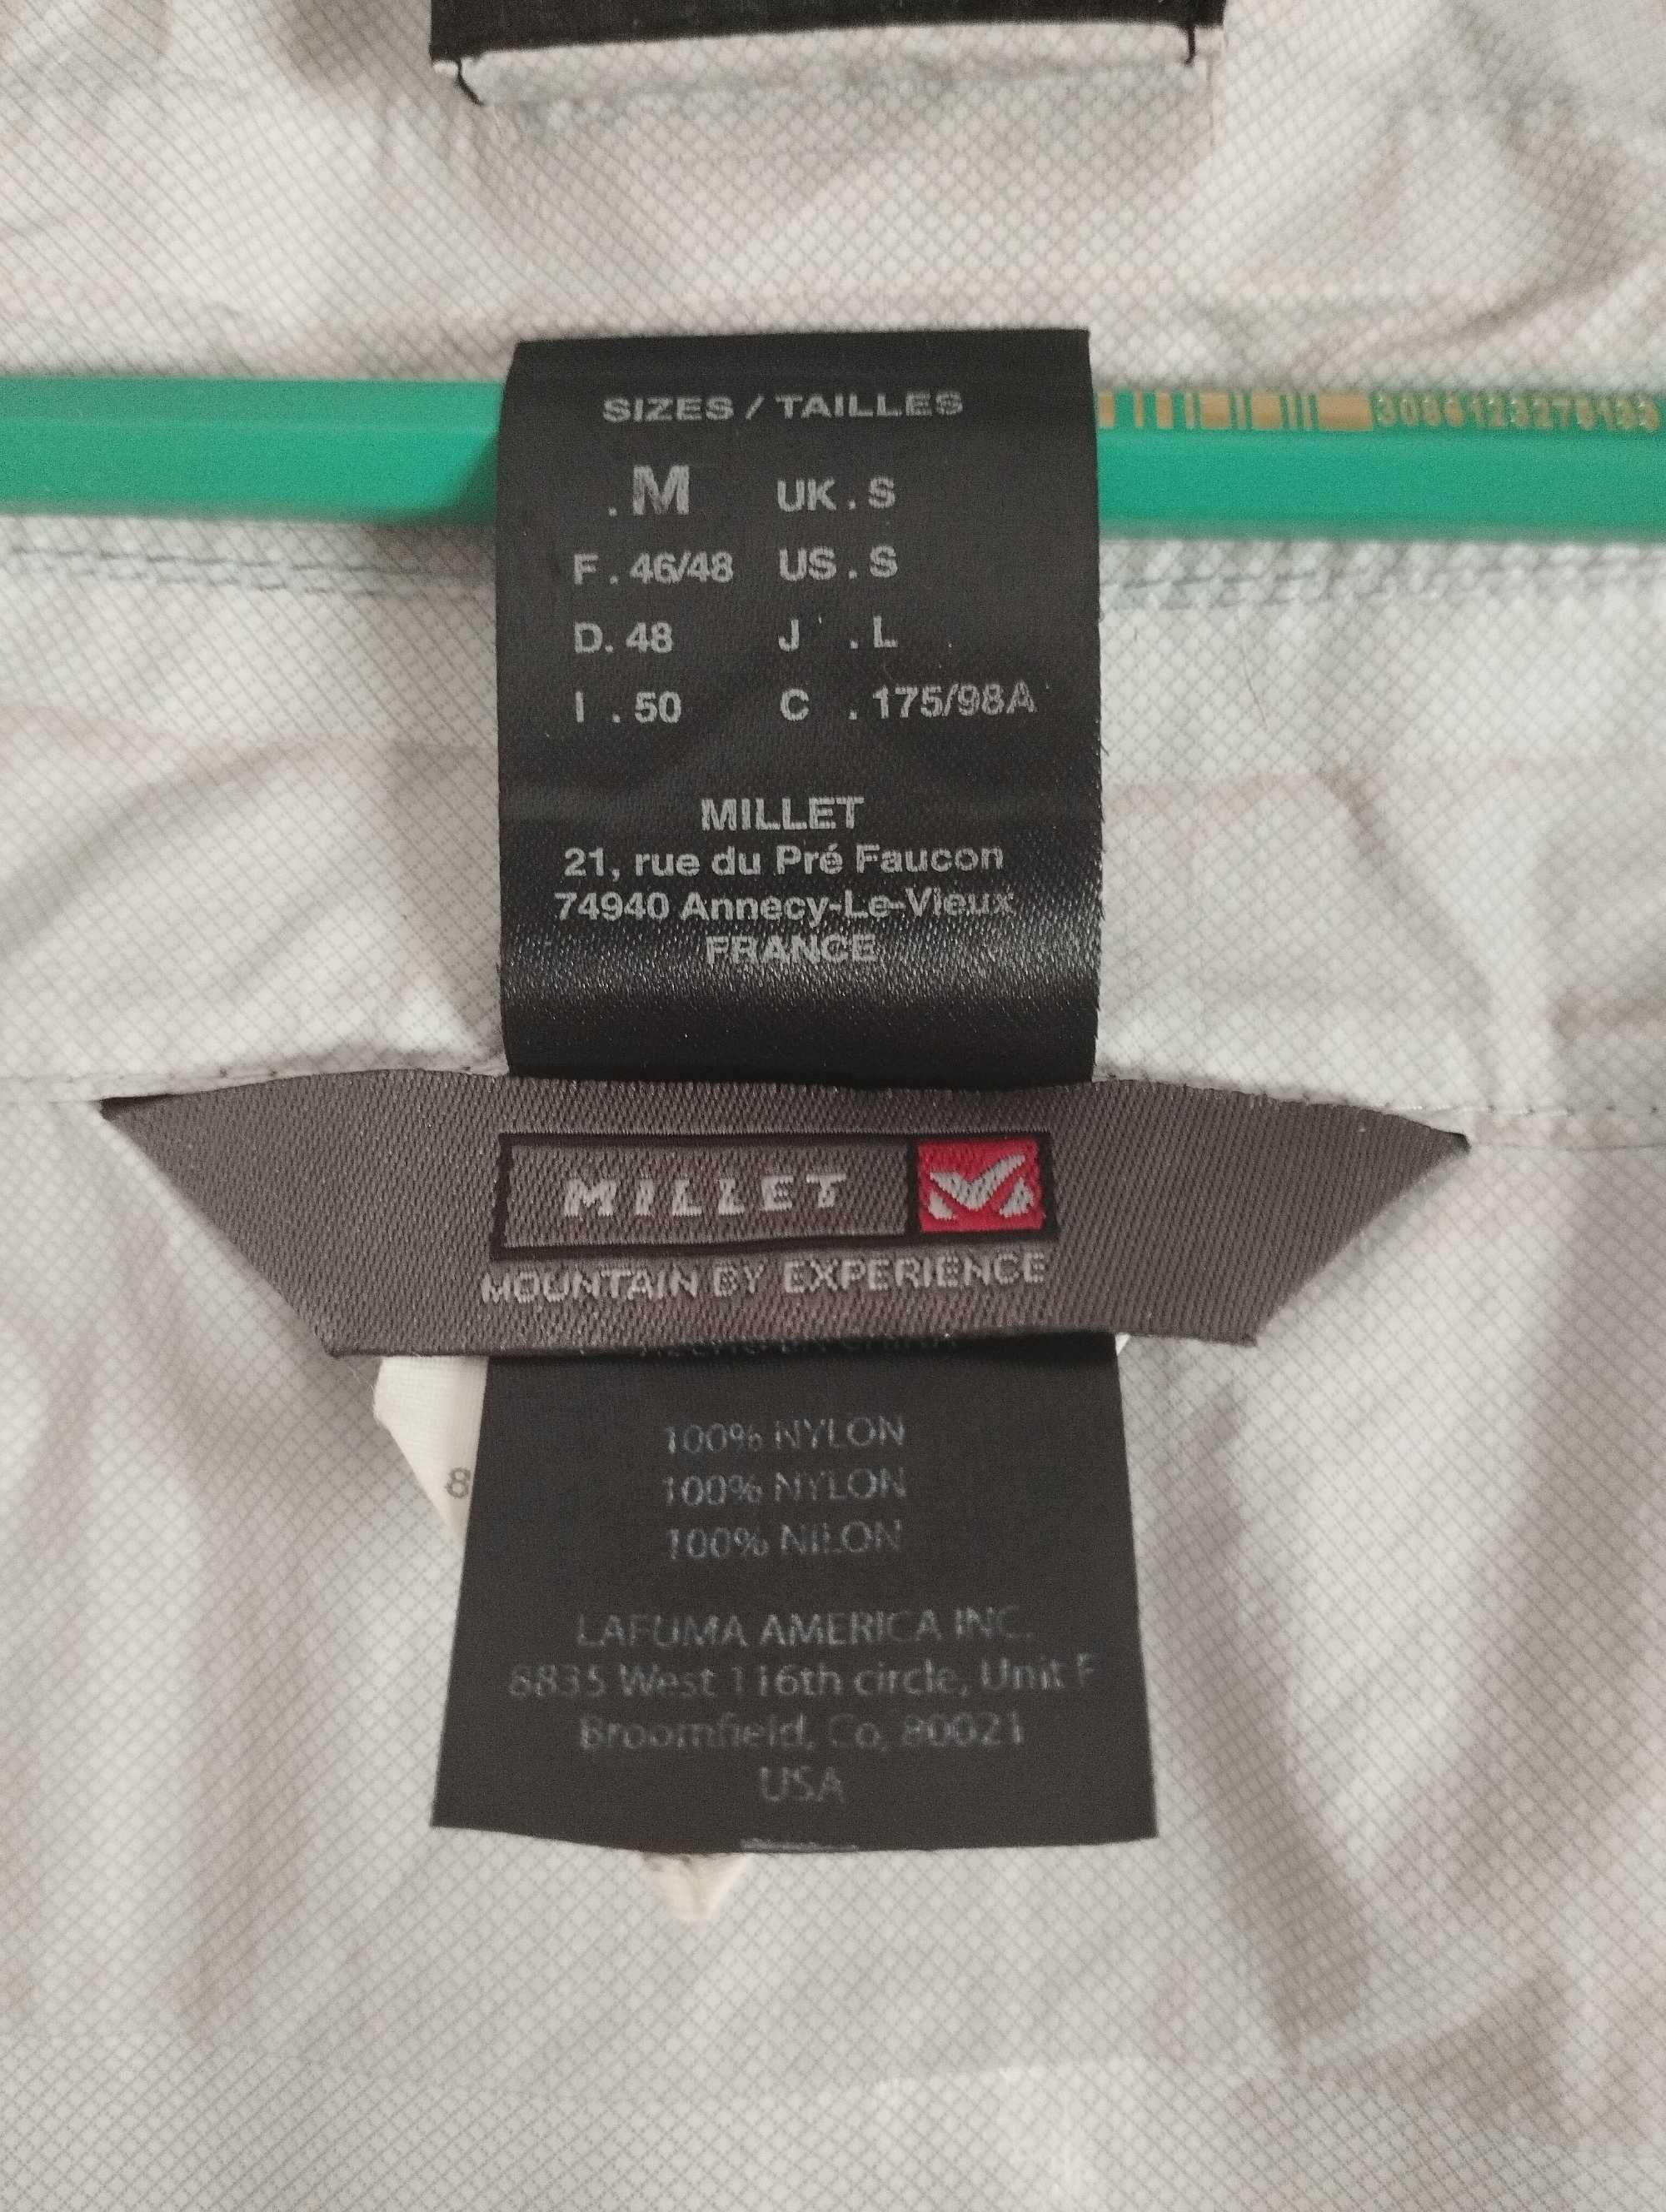 SIZES / TAILLES
. M UK . S
F . 46/48 US . S
D. 48 J . L
I . 50 C . 175/98A
MILLET
21, rue du Pré Faucon
74940 Annecy-Le-Vieux
FRANCE
MILLET
MOUNTAIN BY EXPERIENCE
8
100% NYLON
100% NYLON
100% NILON
LAFUMA AMERICA INC.
8835 West 116th circle, Unit F
Broomfield, Co, 80021
USA